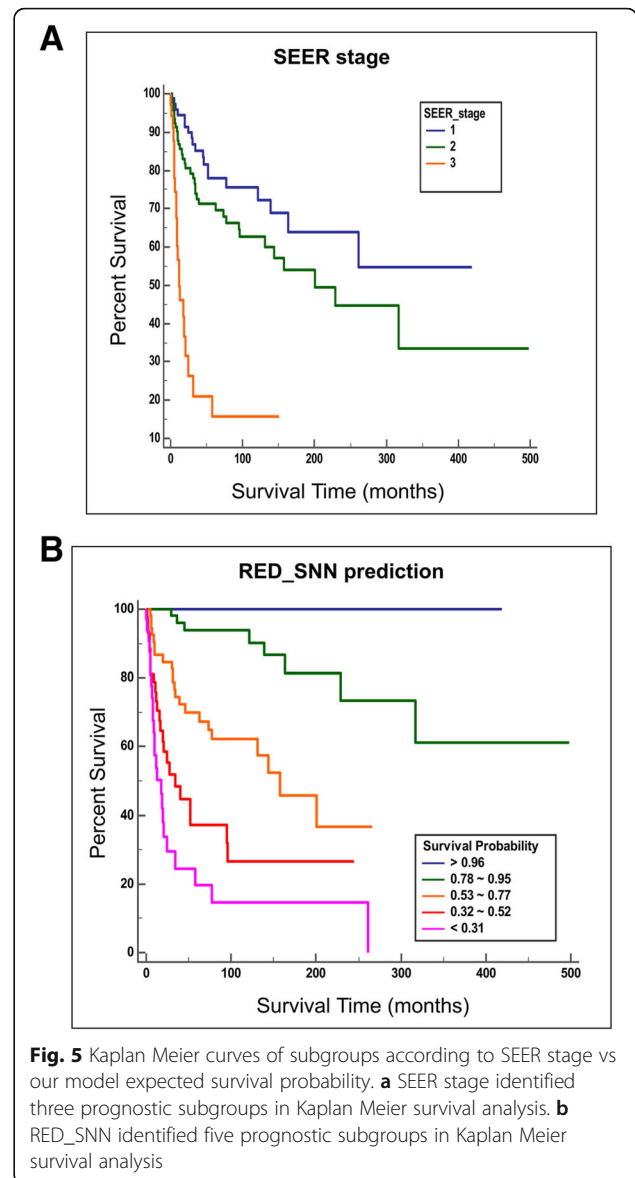 A
SEER stage
Percent Survival
100
90
80
70
60
50
40
30
20
10
SEER_stage
1
2
3
0 100 200 300 400 500
Survival Time (months)
B
RED_SNN prediction
Percent Survival
100
80
60
40
20
0
Survival Probability
> 0.96
0.78 ~ 0.95
0.53 ~ 0.77
0.32 ~ 0.52
< 0.31
0 100 200 300 400 500
Survival Time (months)
Fig. 5 Kaplan Meier curves of subgroups according to SEER stage vs
our model expected survival probability. a SEER stage identified
three prognostic subgroups in Kaplan Meier survival analysis. b
RED_SNN identified five prognostic subgroups in Kaplan Meier
survival analysis